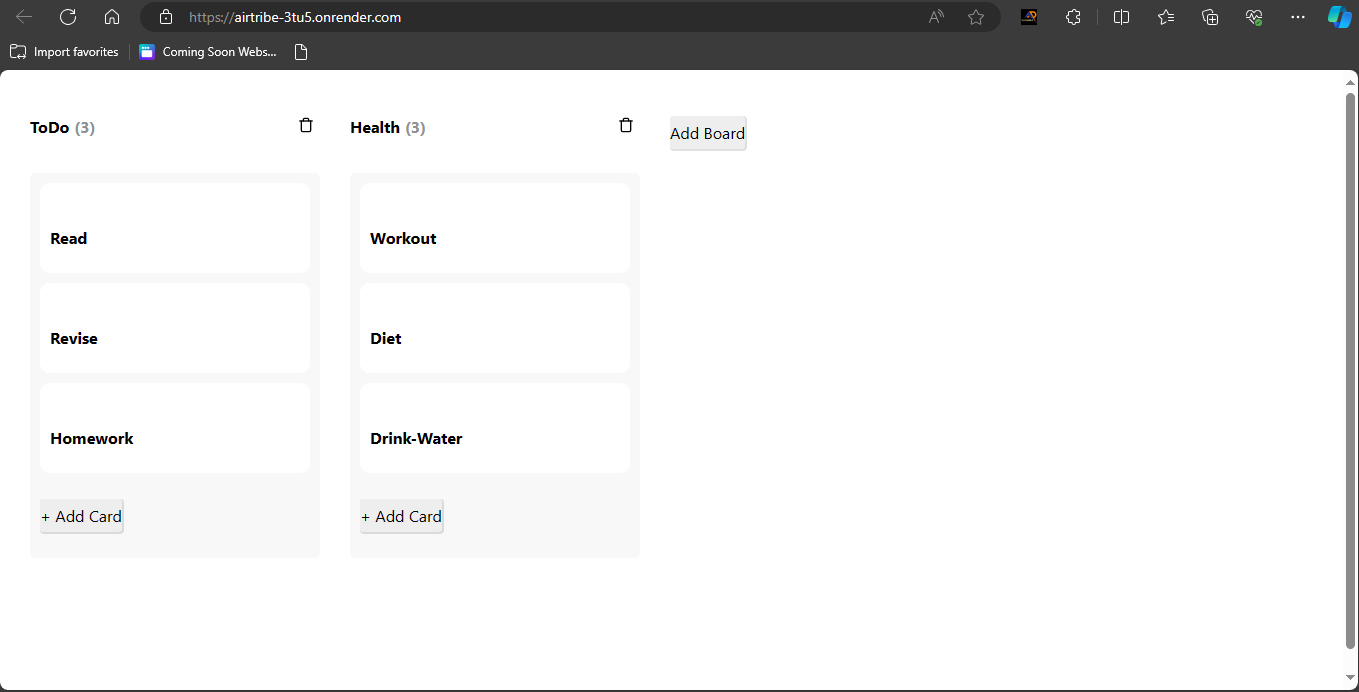 https://airtribe-3tu5.onrender.com
Import favorites
Coming Soon Webs...
ToDo (3)
Health (3)
Add Board
Read
Workout
Revise
Diet
Homework
Drink-Water
+ Add Card
+ Add Card